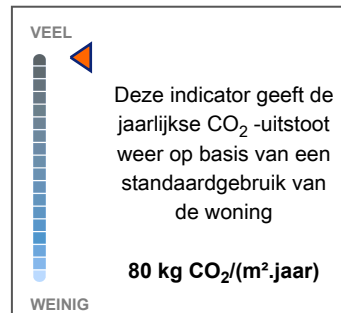 VEEL
Deze indicator geeft de
jaarlijkse CO₂ -uitstoot
weer op basis van een
standaardgebruik van
de woning
80 kg CO₂/(m².jaar)
WEINIG